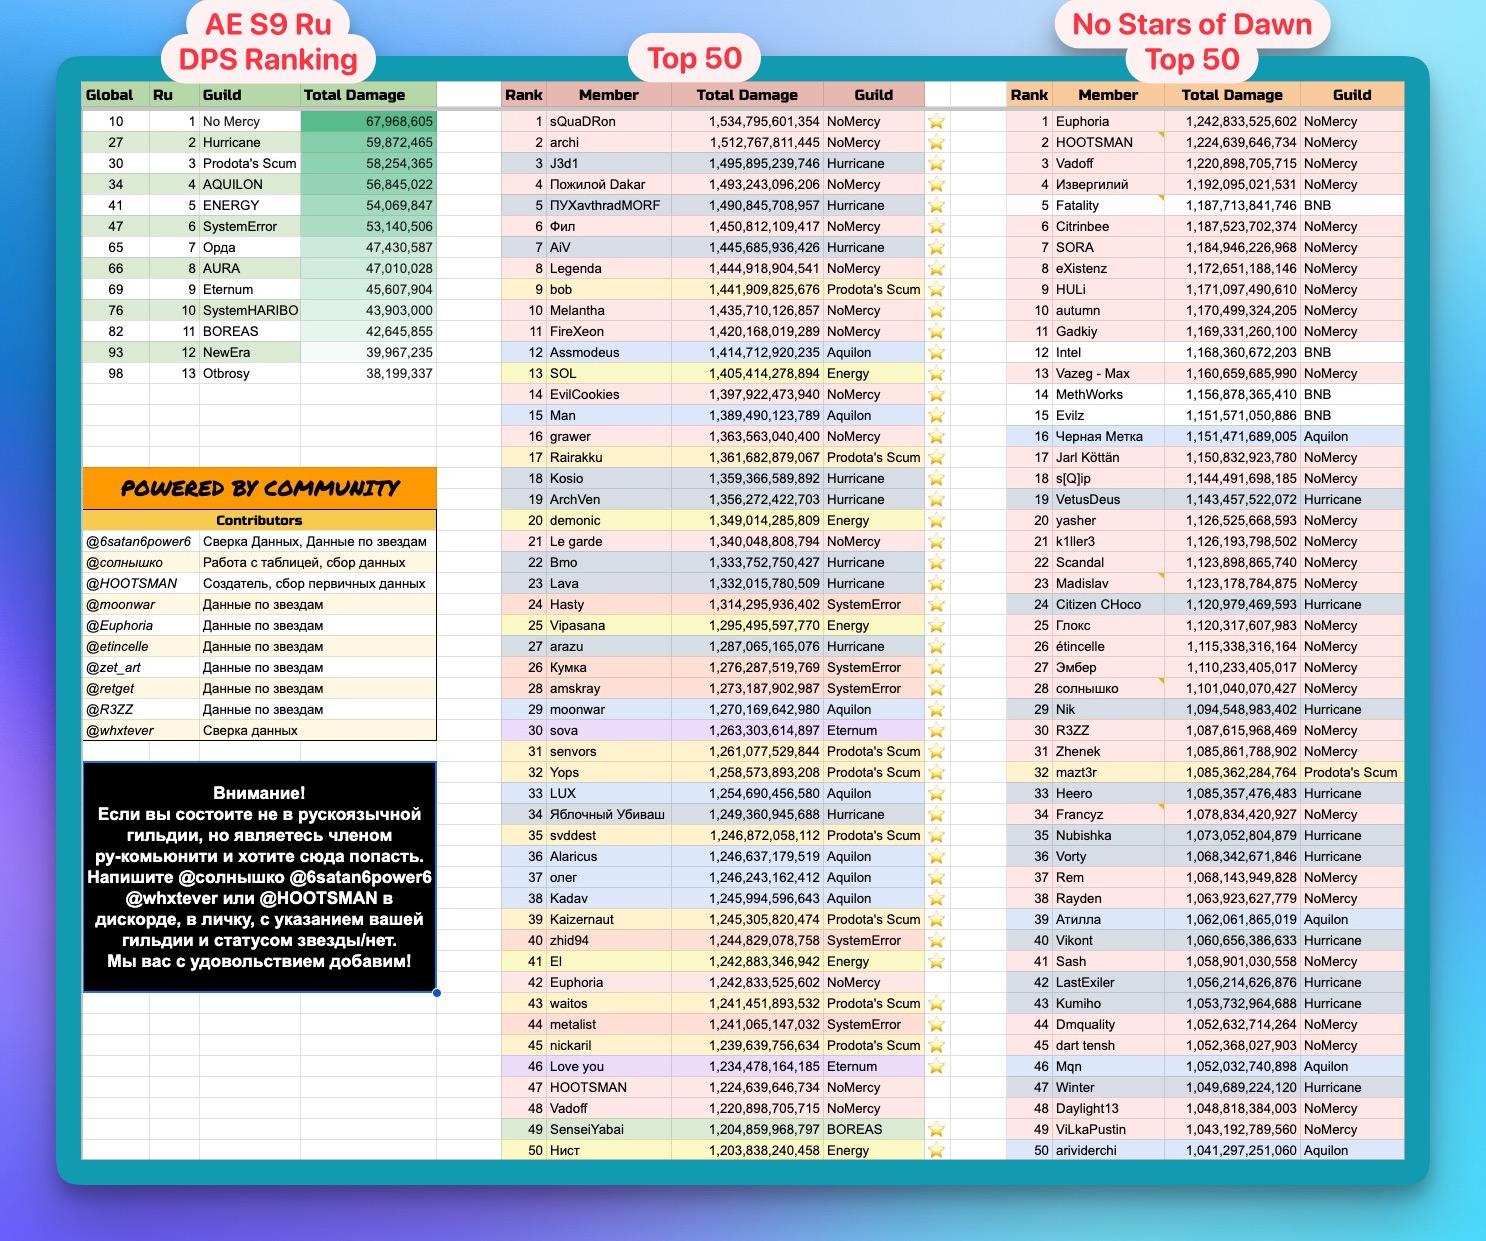 AE S9 Ru
DPS Ranking
Top 50
No Stars of Dawn
Top 50
Global Ru Guild Total Damage
10 1 No Mercy 67,968,605
27 2 Hurricane 59,872,465
30 3 Prodota's Scum 58,254,365
34 4 AQUILON 56,845,022
41 5 ENERGY 54,069,847
47 6 SystemError 53,140,506
65 7 Орда 47,430,587
66 8 AURA 47,010,028
69 9 Eternum 45,607,904
76 10 SystemHARIBO 43,903,000
82 11 BOREAS 42,645,855
93 12 NewEra 39,967,235
98 13 Otbrosy 38,199,337
POWERED BY COMMUNITY
Contributors
@6satan6power6 Сверка Данных, Данные по звездам
@солнышко Работа с таблицей, сбор данных
@HOOTSMAN Создатель, сбор первичных данных
@moonwar Данные по звездам
@Euphoria Данные по звездам
@etincelle Данные по звездам
@zet_art Данные по звездам
@retget Данные по звездам
@R3ZZ Данные по звездам
@whxtever Сверка данных
Внимание!
Если вы состоите не в рускоязычной
гильдии, но являетесь членом
ру-комьюнити и хотите сюда попасть.
Напишите @солнышко @6satan6power6
@whxtever или @HOOTSMAN в
дискорде, в личку, с указанием вашей
гильдии и статусом звезды/нет.
Мы вас с удовольствием добавим!
Rank Member Total Damage Guild
1 sQuaDRon 1,534,795,601,354 NoMercy
2 archi 1,512,767,811,445 NoMercy
3 J3d1 1,495,895,239,746 Hurricane
4 Пожилой Dakar 1,493,243,096,206 NoMercy
5 ПУХavthradMORF 1,490,845,708,957 Hurricane
6 Фил 1,450,812,109,417 NoMercy
7 AiV 1,445,685,936,426 Hurricane
8 Legenda 1,444,918,904,541 NoMercy
9 bob 1,441,909,825,676 Prodota's Scum
10 Melantha 1,435,710,126,857 NoMercy
11 FireXeon 1,420,168,019,289 NoMercy
12 Assmodeus 1,414,712,920,235 Aquilon
13 SOL 1,405,414,278,894 Energy
14 EvilCookies 1,397,922,473,940 NoMercy
15 Man 1,389,490,123,789 Aquilon
16 grawer 1,363,563,040,400 NoMercy
17 Rairakku 1,361,682,879,067 Prodota's Scum
18 Kosio 1,359,366,589,892 Hurricane
19 ArchVen 1,356,272,422,703 Hurricane
20 demonic 1,349,014,285,809 Energy
21 Le garde 1,340,048,808,794 NoMercy
22 Bmo 1,333,752,750,427 Hurricane
23 Lava 1,332,015,780,509 Hurricane
24 Hasty 1,314,295,936,402 SystemError
25 Vipasana 1,295,495,597,770 Energy
27 arazu 1,287,065,165,076 Hurricane
26 Кумка 1,276,287,519,769 SystemError
28 amskray 1,273,187,902,987 SystemError
29 moonwar 1,270,169,642,980 Aquilon
30 sova 1,263,303,614,897 Eternum
31 senvors 1,261,077,529,844 Prodota's Scum
32 Yops 1,258,573,893,208 Prodota's Scum
33 LUX 1,254,690,456,580 Aquilon
34 Яблочный Убиваш 1,249,360,945,688 Hurricane
35 svddest 1,246,872,058,112 Prodota's Scum
36 Alaricus 1,246,637,179,519 Aquilon
37 олег 1,246,243,162,412 Aquilon
38 Kadav 1,245,994,596,643 Aquilon
39 Kaizernaut 1,245,305,820,474 Prodota's Scum
40 zhid94 1,244,829,078,758 SystemError
41 El 1,242,883,346,942 Energy
42 Euphoria 1,242,833,525,602 NoMercy
43 waitos 1,241,451,893,532 Prodota's Scum
44 metalist 1,241,065,147,032 SystemError
45 nickaril 1,239,639,756,634 Prodota's Scum
46 Love you 1,234,478,164,185 Eternum
47 HOOTSMAN 1,224,639,646,734 NoMercy
48 Vadoff 1,220,898,705,715 NoMercy
49 SenseiYabai 1,204,859,968,797 BOREAS
50 Нист 1,203,838,240,458 Energy
Rank Member Total Damage Guild
1 Euphoria 1,242,833,525,602 NoMercy
2 HOOTSMAN 1,224,639,646,734 NoMercy
3 Vadoff 1,220,898,705,715 NoMercy
4 Извергилий 1,192,095,021,531 NoMercy
5 Fatality 1,187,713,841,746 BNB
6 Citrinbee 1,187,523,702,374 NoMercy
7 SORA 1,184,946,226,968 NoMercy
8 eXistenz 1,172,651,188,146 NoMercy
9 HULi 1,171,097,490,610 NoMercy
10 autumn 1,170,499,324,205 NoMercy
11 Gadkiy 1,169,331,260,100 NoMercy
12 Intel 1,168,360,672,203 BNB
13 Vazeg - Max 1,160,659,685,990 NoMercy
14 MethWorks 1,156,878,365,410 BNB
15 Evilz 1,151,571,050,886 BNB
16 Черная Метка 1,151,471,689,005 Aquilon
17 Jarl Köttän 1,150,832,923,780 NoMercy
18 s[Q]ip 1,144,491,698,185 NoMercy
19 VetusDeus 1,143,457,522,072 Hurricane
20 yasher 1,126,525,668,593 NoMercy
21 k1ller3 1,126,193,798,502 NoMercy
22 Scandal 1,123,898,865,740 NoMercy
23 Madislav 1,123,178,784,875 NoMercy
24 Citizen CHoco 1,120,979,469,593 Hurricane
25 Глокс 1,120,317,607,983 NoMercy
26 étincelle 1,115,338,316,164 NoMercy
27 Эмбер 1,110,233,405,017 NoMercy
28 солнышко 1,101,040,070,427 NoMercy
29 Nik 1,094,548,983,402 Hurricane
30 R3ZZ 1,087,615,968,469 NoMercy
31 Zhenek 1,085,861,788,902 NoMercy
32 mazt3r 1,085,362,284,764 Prodota's Scum
33 Heero 1,085,357,476,483 Hurricane
34 Francyz 1,078,834,420,927 NoMercy
35 Nubishka 1,073,052,804,879 Hurricane
36 Vorty 1,068,342,671,846 Hurricane
37 Rem 1,068,143,949,828 NoMercy
38 Rayden 1,063,923,627,779 NoMercy
39 Атилла 1,062,061,865,019 Aquilon
40 Vikont 1,060,656,386,633 Hurricane
41 Sash 1,058,901,030,558 NoMercy
42 LastExiler 1,056,214,626,876 Hurricane
43 Kumiho 1,053,732,964,688 Hurricane
44 Dmquality 1,052,632,714,264 NoMercy
45 dart tensh 1,052,368,027,903 NoMercy
46 Mqn 1,052,032,740,898 Aquilon
47 Winter 1,049,689,224,120 Hurricane
48 Daylight13 1,048,818,384,003 NoMercy
49 ViLkaPustin 1,043,192,789,560 NoMercy
50 arividerchi 1,041,297,251,060 Aquilon